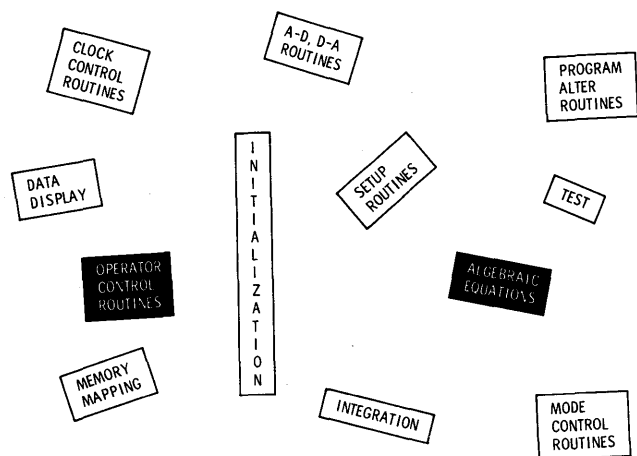 CLOCK
CONTROL
ROUTINES
A-D, D-A
ROUTINES
PROGRAM
ALTER
ROUTINES
DATA
DISPLAY
INITIALIZATION
SETUP
ROUTINES
TEST
OPERATOR
CONTROL
ROUTINES
ALGEBRAIC
EQUATIONS
MEMORY
MAPPING
INTEGRATION
MODE
CONTROL
ROUTINES